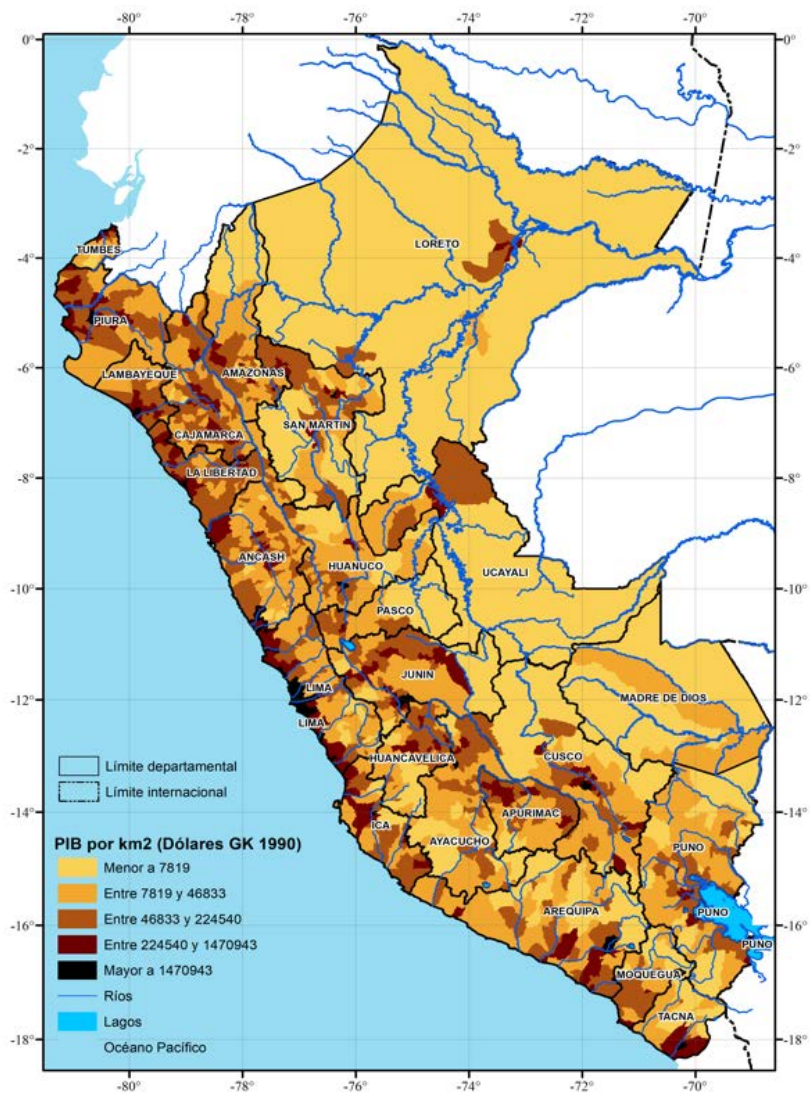 -80° -78° -76° -74° -72° -70°
0° 0°
-2° -2°
LORETO
TUMBES
-4° -4°
PIURA
-6° -6°
LAMBAYEQUE
AMAZONAS
SAN MARTIN
CAJAMARCA
-8° -8°
LA LIBERTAD
ANCASH
HUANUCO
UCAYALI
-10° -10°
PASCO
JUNIN
MADRE DE DIOS
-12° -12°
LIMA
LIMA
HUANCAVELICA
CUSCO
Límite departamental
Límite internacional
-14° -14°
ICA
APURIMAC
AYACUCHO
PUNO
PIB por km2 (Dólares GK 1990)
Menor a 7819
Entre 7819 y 46833
Entre 46833 y 224540
Entre 224540 y 1470943
Mayor a 1470943
Ríos
Lagos
Océano Pacífico
AREQUIPA
PUNO
-16° -16°
PUNO
MOQUEGUA
TACNA
-18° -18°
-80° -78° -76° -74° -72° -70°